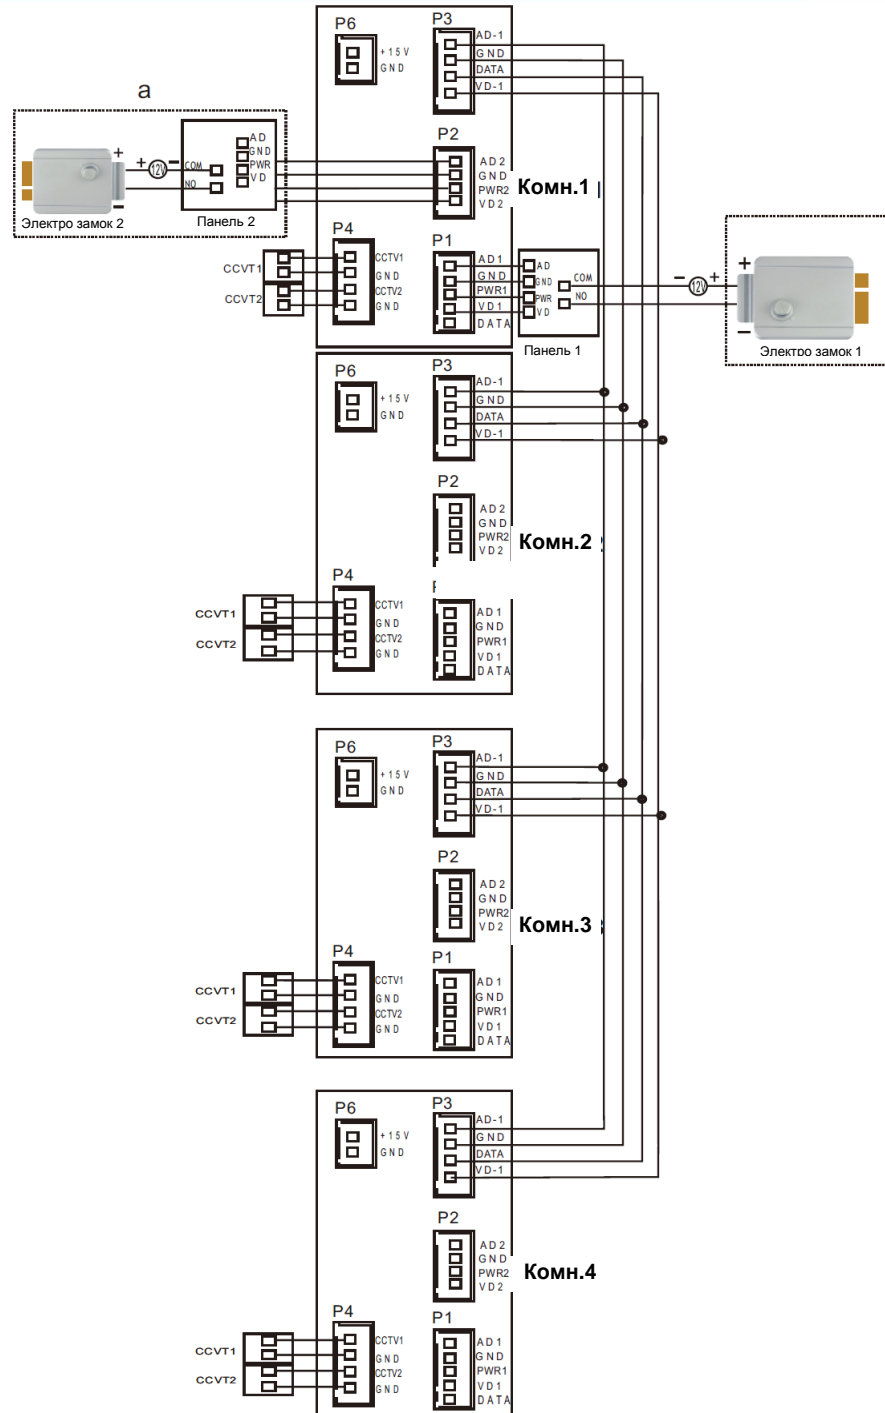 P6
+15V
GND
P3
AD-1
GND
DATA
VD-1
a
AD
GND
PWR
VD
COM
NO
+
12V
−
+
−
Электро замок 2
Панель 2
P2
AD2
GND
PWR2
VD2
Комн.1
P4
CCTV1
GND
CCTV2
GND
CCVT1
CCVT2
P1
AD1
GND
PWR1
VD1
DATA
AD
GND
PWR
VD
COM
NO
Панель 1
−
12V
+
+
−
Электро замок 1
P6
+15V
GND
P3
AD-1
GND
DATA
VD-1
P2
AD2
GND
PWR2
VD2
Комн.2
P4
CCTV1
GND
CCTV2
GND
CCVT1
CCVT2
AD1
GND
PWR1
VD1
DATA
P6
+15V
GND
P3
AD-1
GND
DATA
VD-1
P2
AD2
GND
PWR2
VD2
Комн.3
P4
CCTV1
GND
CCTV2
GND
CCVT1
CCVT2
P1
AD1
GND
PWR1
VD1
DATA
P6
+15V
GND
P3
AD-1
GND
DATA
VD-1
P2
AD2
GND
PWR2
VD2
Комн.4
P4
CCTV1
GND
CCTV2
GND
CCVT1
CCVT2
P1
AD1
GND
PWR1
VD1
DATA